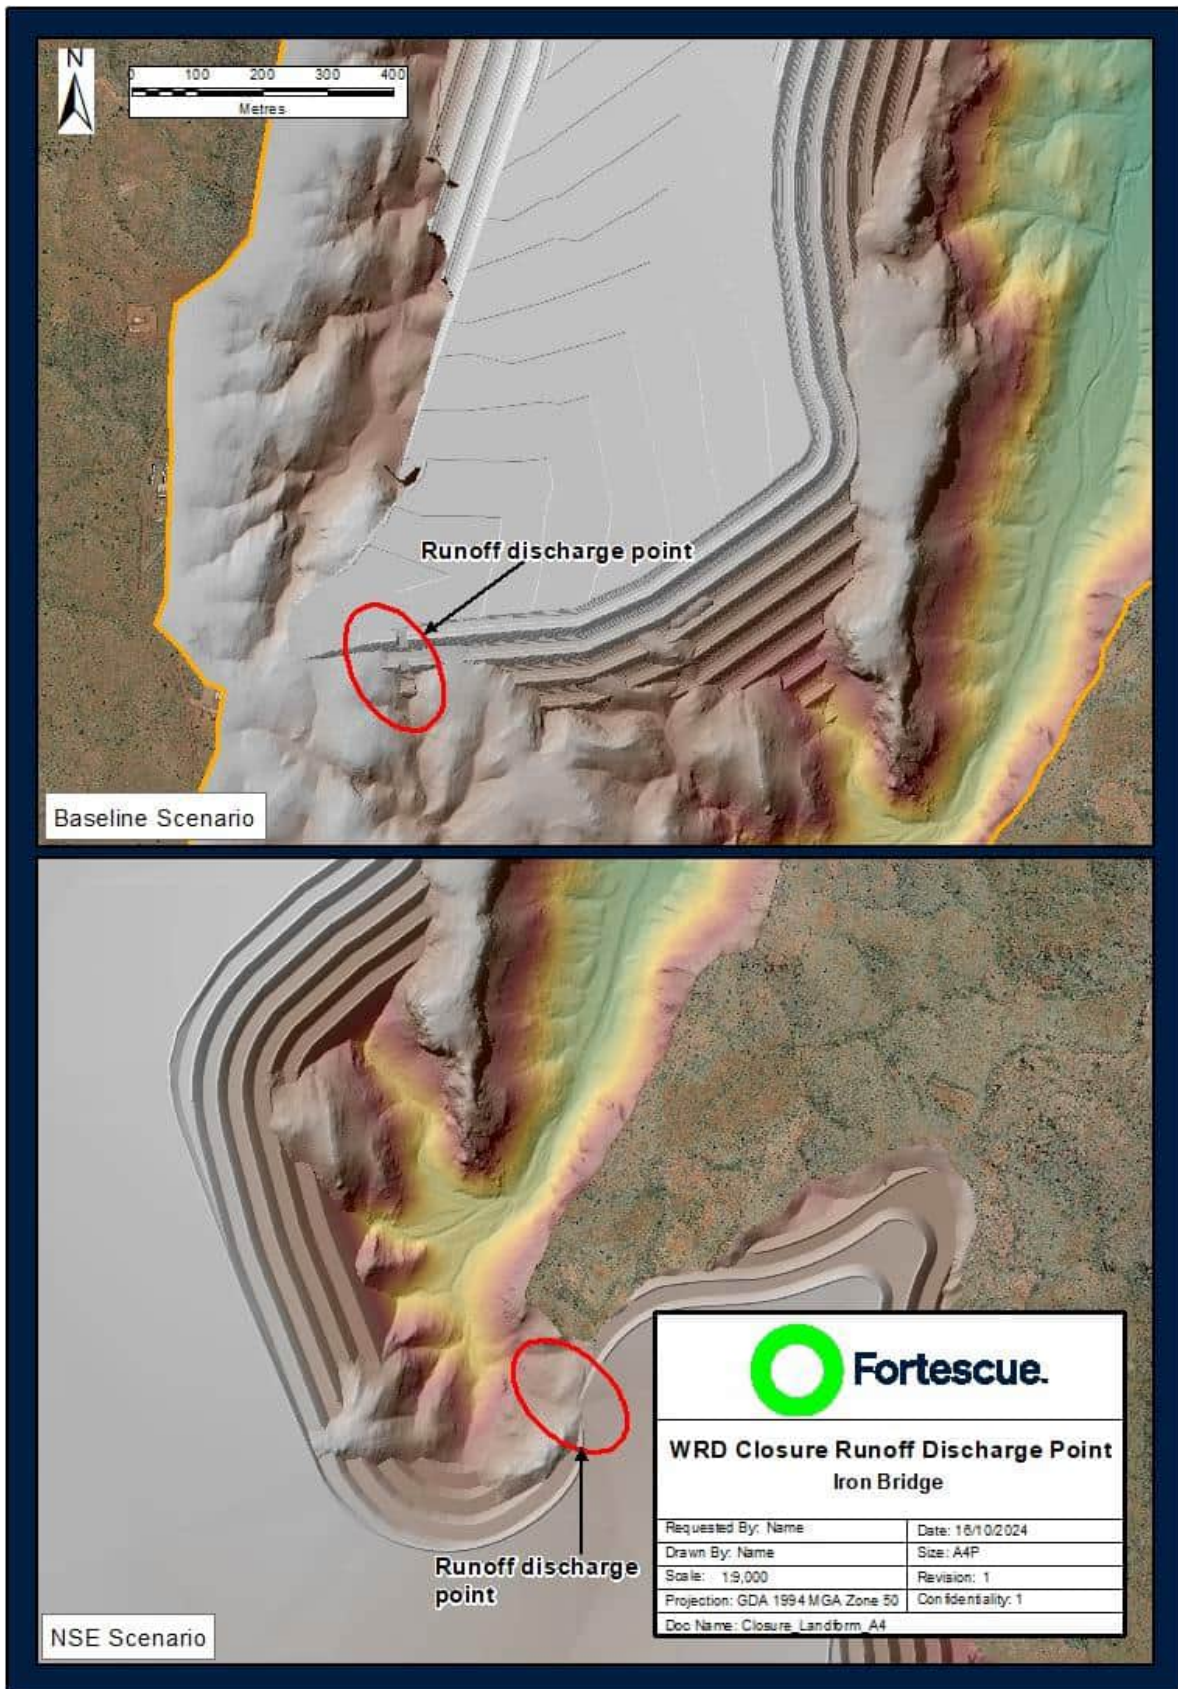 N
0 100 200 300 400
Metres
Runoff discharge point
Baseline Scenario
Runoff discharge
point
NSE Scenario
Fortescue.
WRD Closure Runoff Discharge Point
Iron Bridge
Requested By: Name
Date: 16/10/2024
Drawn By: Name
Size: A4P
Scale: 1:9,000
Revision: 1
Projection: GDA 1994 MGA Zone 50
Confidentiality: 1
Doc Name: Closure_Landform_A4